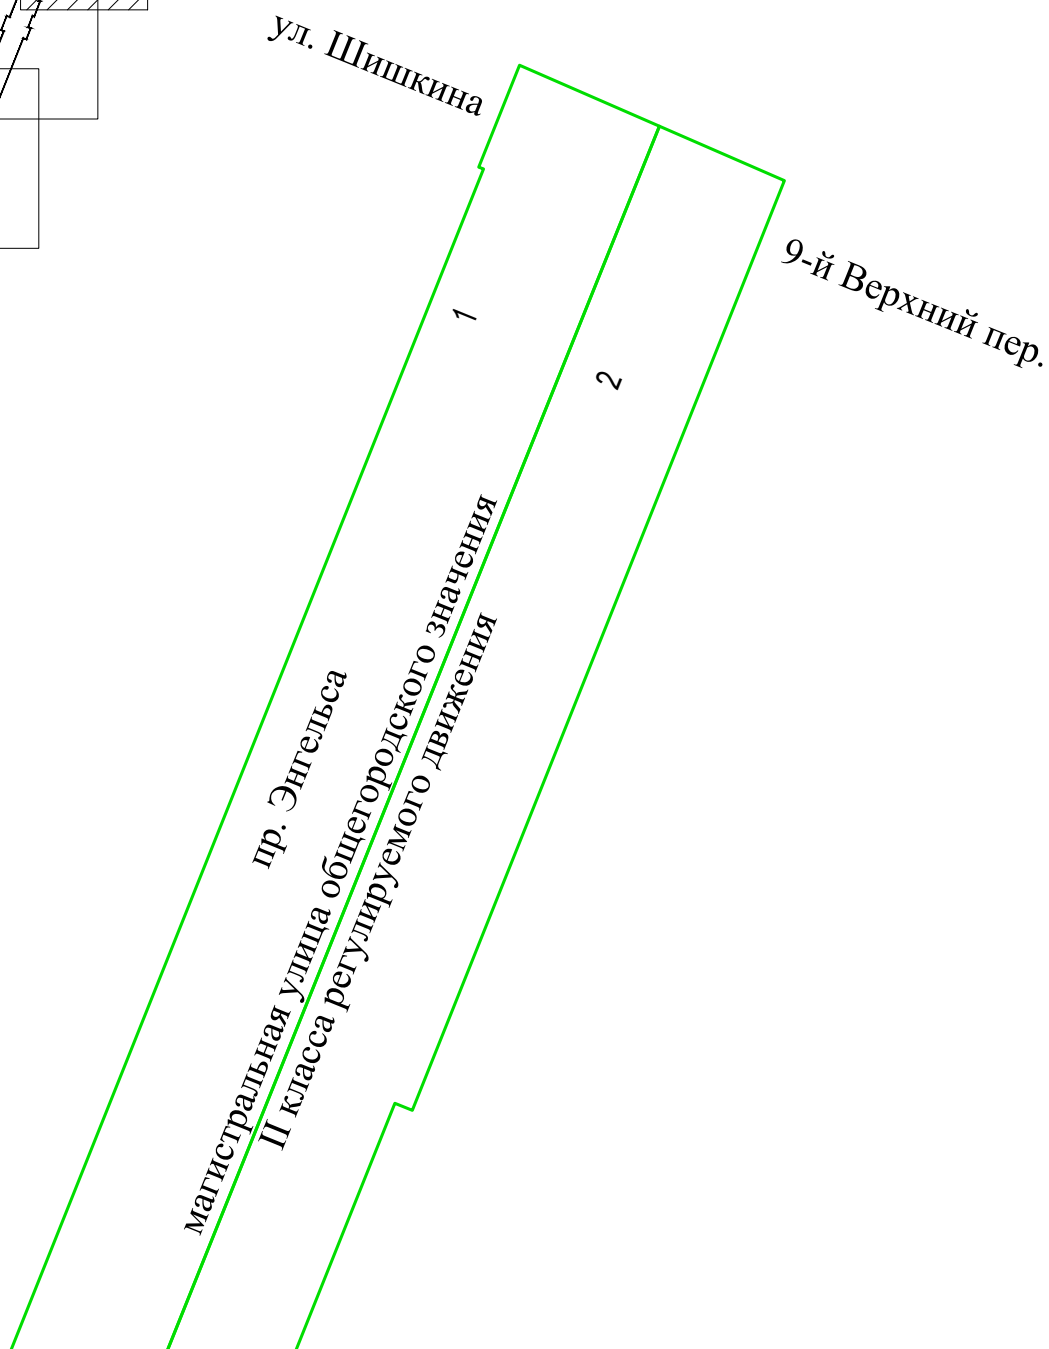 ул. Шишкина
9-й Верхний пер.
1
2
пр. Энгельса
магистральная улица общегородского значения
II класса регулируемого движения